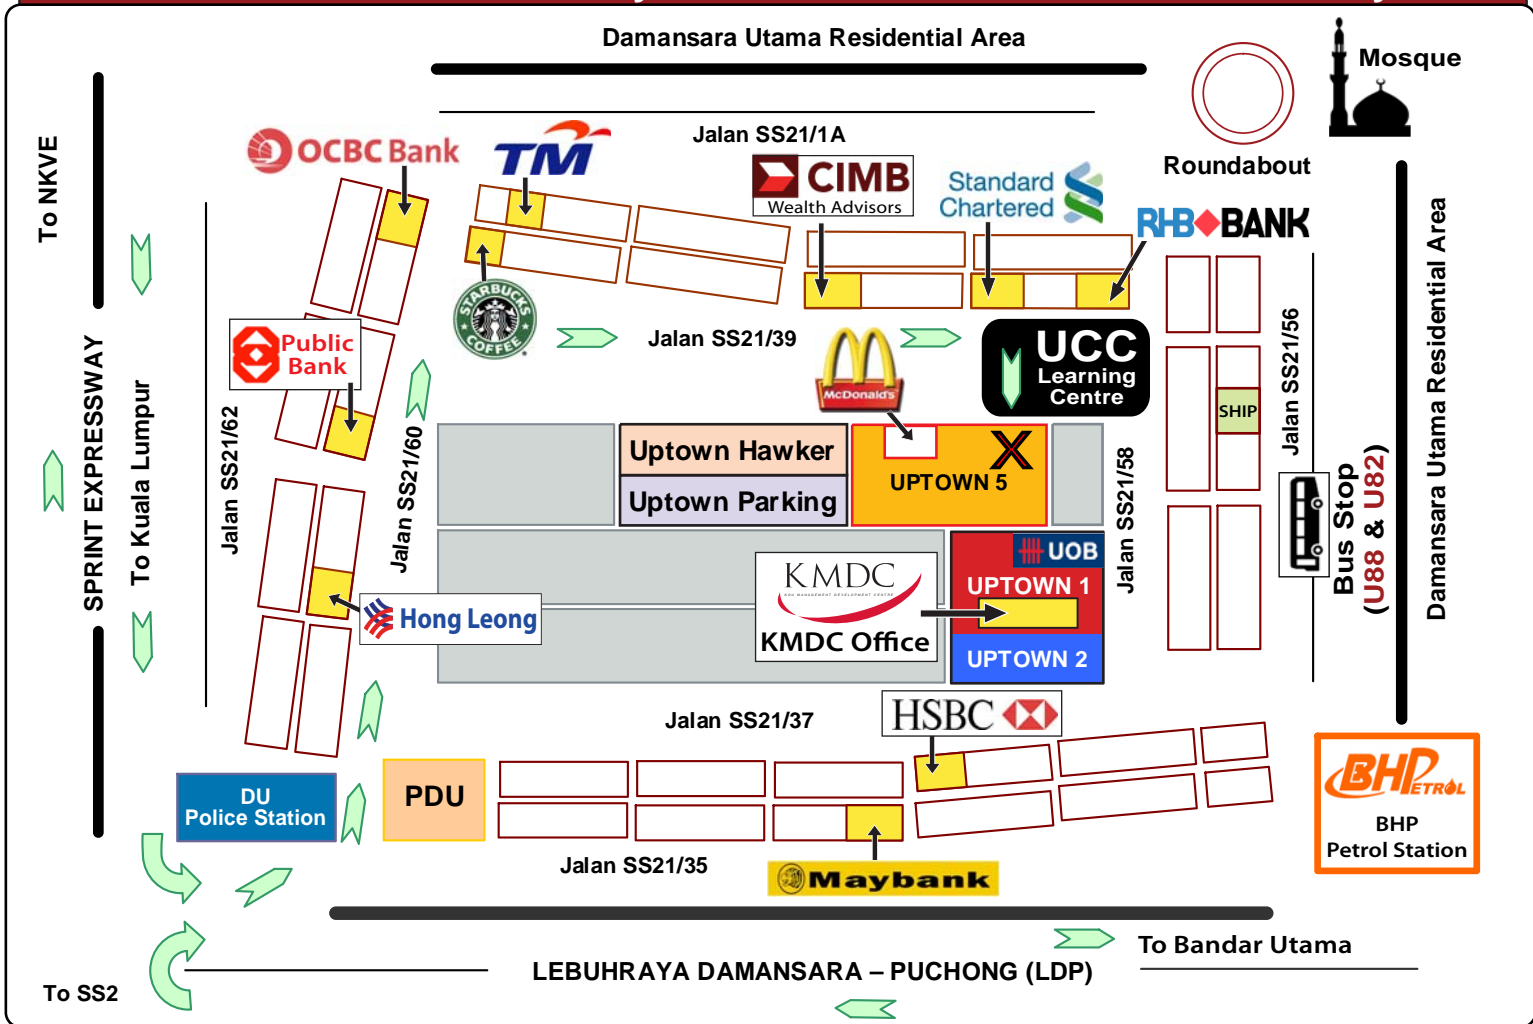 Damansara Utama Residential Area
Mosque
To NKVE
OCBC Bank
TM
Jalan SS21/1A
CIMB
Wealth Advisors
Standard
Chartered
Roundabout
RHB BANK
Damansara Utama Residential Area
STARBUCKS
COFFEE
Public
Bank
Jalan SS21/39
McDonald's
UCC
Learning
Centre
SPRINT EXPRESSWAY
To Kuala Lumpur
Jalan SS21/62
Jalan SS21/60
Jalan SS21/56
SHIP
Uptown Hawker
Uptown Parking
UPTOWN 5
X
Jalan SS21/58
Bus Stop
(U88 & U82)
UOB
UPTOWN 1
KMDC
KMDC Office
UPTOWN 2
Hong Leong
Jalan SS21/37
HSBC
DU
Police Station
PDU
BHPETROL
BHP
Petrol Station
Jalan SS21/35
Maybank
To Bandar Utama
LEBUHRAYA DAMANSARA – PUCHONG (LDP)
To SS2